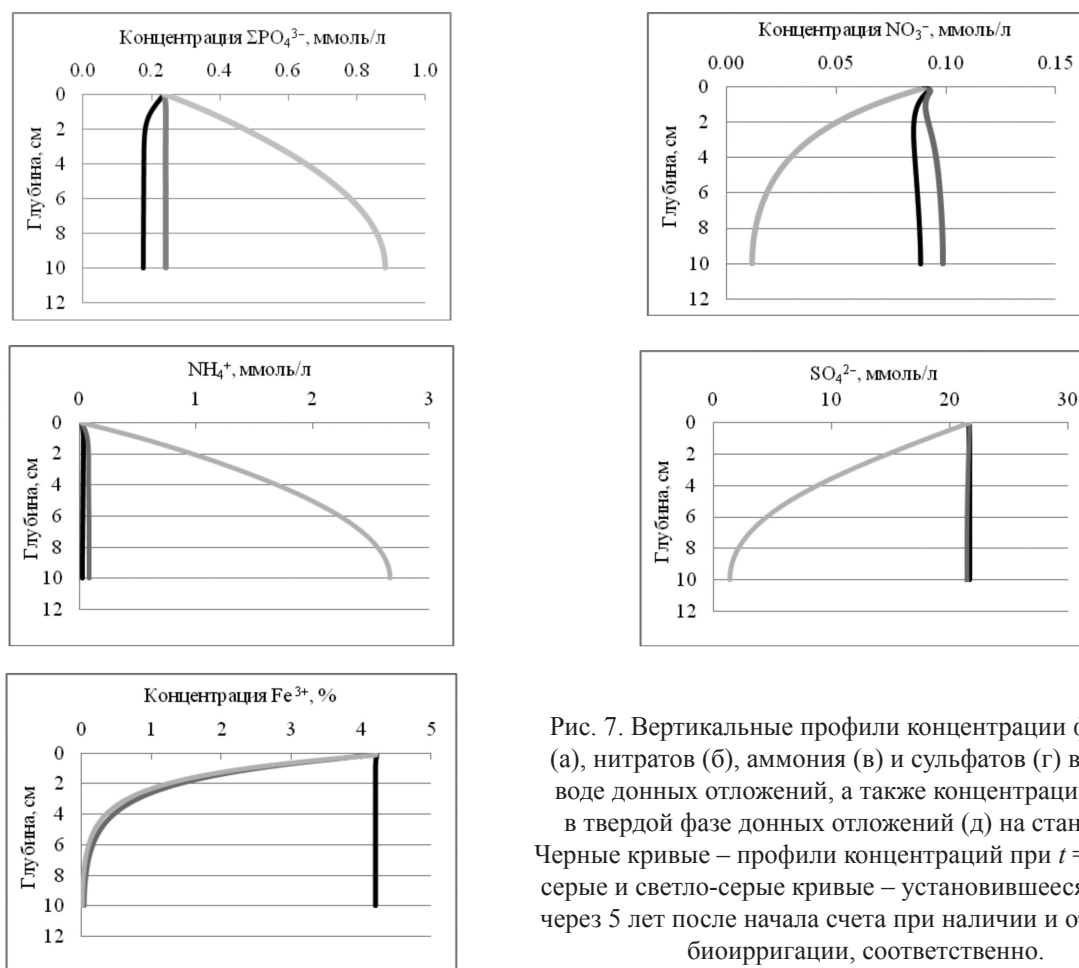 Концентрация ΣPO₄³⁻, ммоль/л
0.0 0.2 0.4 0.6 0.8 1.0
Глубина, см
0
2
4
6
8
10
12
Концентрация NO₃⁻, ммоль/л
0.00 0.05 0.10 0.15
Глубина, см
0
2
4
6
8
10
12
NH₄⁺, ммоль/л
0 1 2 3
Глубина, см
0
2
4
6
8
10
12
SO₄²⁻, ммоль/л
0 10 20 30
Глубина, см
0
2
4
6
8
10
12
Концентрация Fe³⁺, %
0 1 2 3 4 5
Глубина, см
0
2
4
6
8
10
12
Рис. 7. Вертикальные профили концентрации
(а), нитратов (б), аммония (в) и сульфатов (г) в
воде донных отложений, а также концентраци
в твердой фазе донных отложений (д) на стан
Черные кривые – профили концентраций при t =
серые и светло-серые кривые – установившееся
через 5 лет после начала счета при наличии и
биоирригации, соответственно.